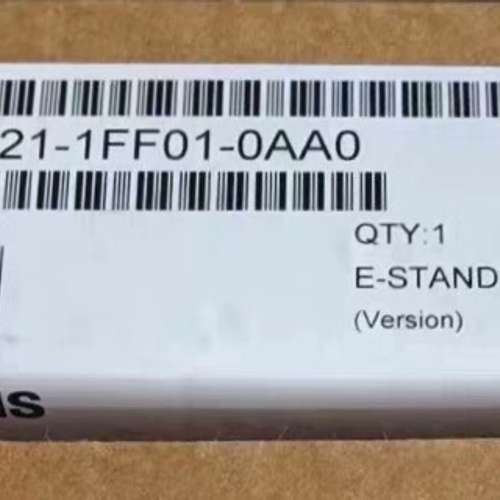 21-1FF01-0AA0
QTY:1
E-STAND
(Version)